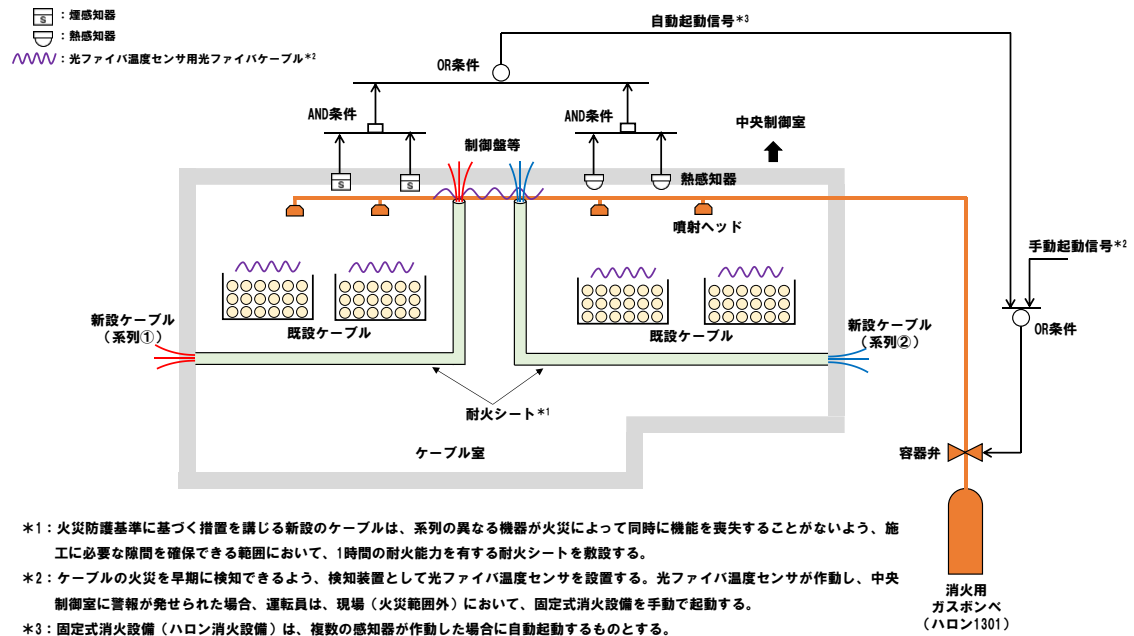 S ：煙感知器
：熱感知器
：光ファイバ温度センサ用光ファイバケーブル*2
自動起動信号*3
OR条件
AND条件
AND条件
中央制御室
制御盤等
S
S
熱感知器
噴射ヘッド
手動起動信号*2
新設ケーブル
（系列①）
既設ケーブル
既設ケーブル
新設ケーブル
（系列②）
OR条件
耐火シート*1
ケーブル室
容器弁
消火用
ガスボンベ
（ハロン1301）
*1：火災防護基準に基づく措置を講じる新設のケーブルは、系列の異なる機器が火災によって同時に機能を喪失することがないよう、施
工に必要な隙間を確保できる範囲において、1時間の耐火能力を有する耐火シートを敷設する。
*2：ケーブルの火災を早期に検知できるよう、検知装置として光ファイバ温度センサを設置する。光ファイバ温度センサが作動し、中央
制御室に警報が発せられた場合、運転員は、現場（火災範囲外）において、固定式消火設備を手動で起動する。
*3：固定式消火設備（ハロン消火設備）は、複数の感知器が作動した場合に自動起動するものとする。